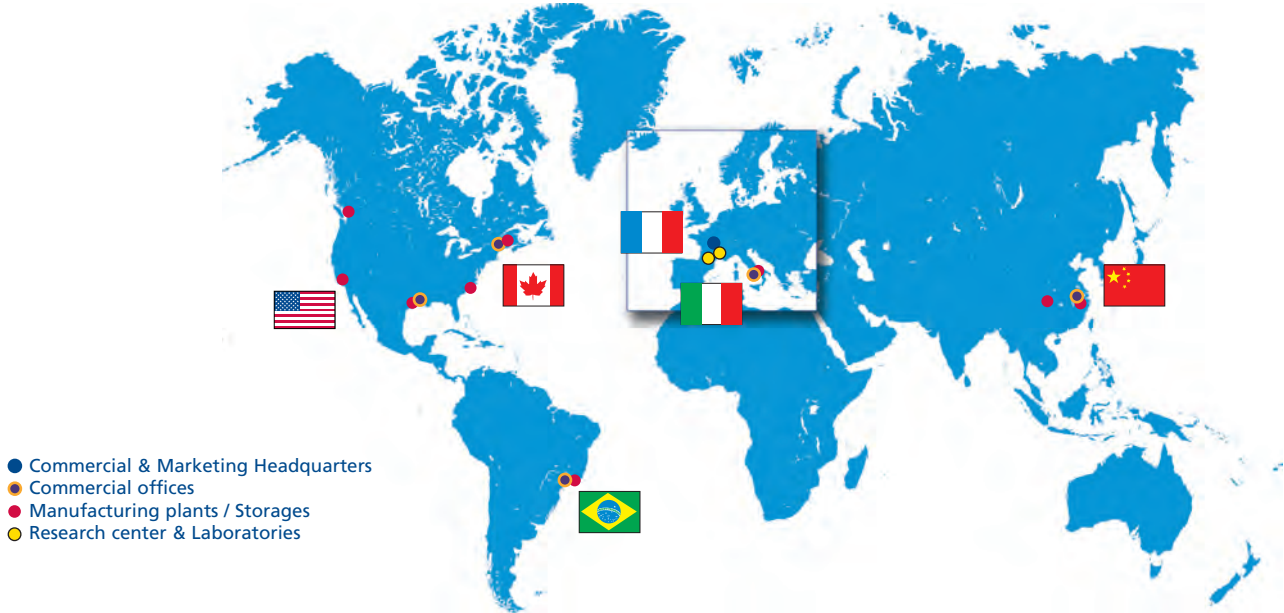 Commercial & Marketing Headquarters
Commercial offices
Manufacturing plants / Storages
Research center & Laboratories